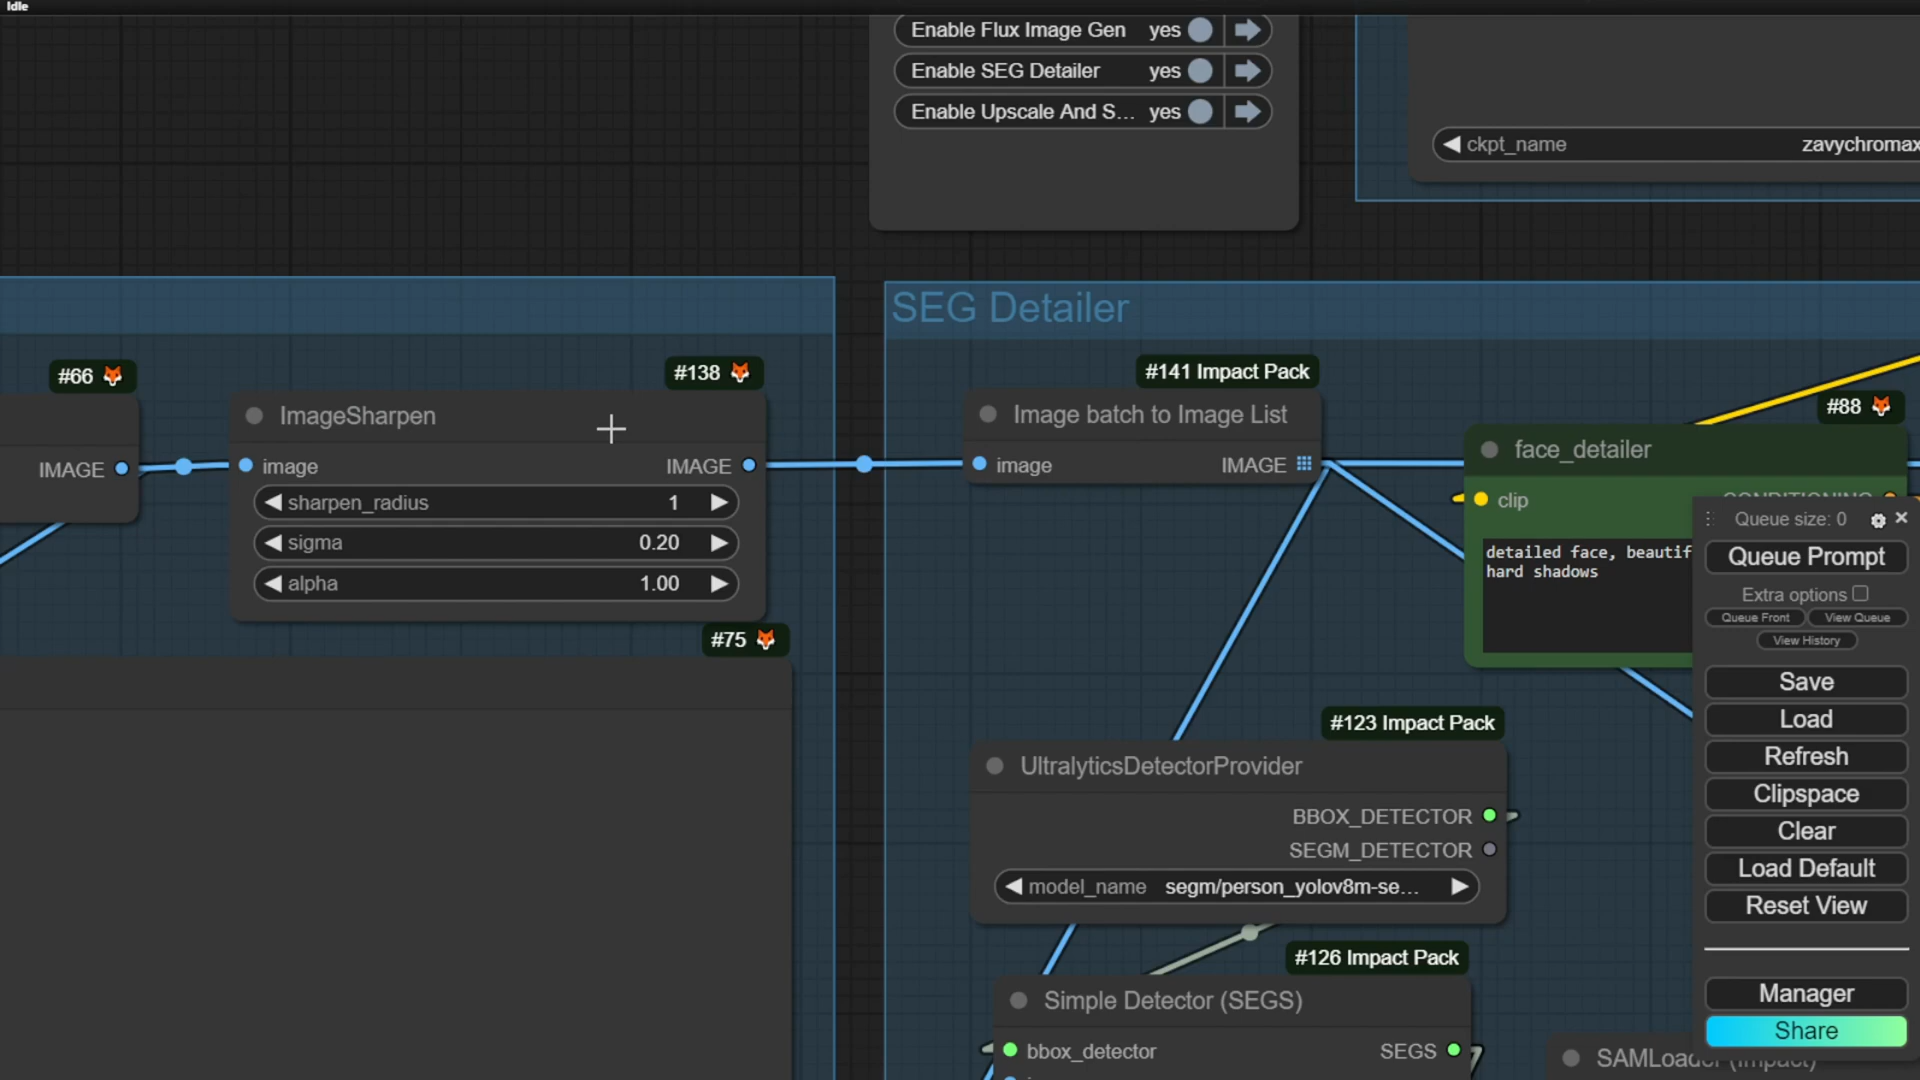 Idle
Enable Flux Image Gen yes
Enable SEG Detailer yes
Enable Upscale And S... yes
ckpt_name zavychromax
SEG Detailer
#66
#138
#141 Impact Pack
#88
ImageSharpen
Image batch to Image List
face_detailer
IMAGE
image IMAGE
image IMAGE
clip
sharpen_radius 1
sigma 0.20
alpha 1.00
detailed face, beautif
hard shadows
#75
#123 Impact Pack
UltralyticsDetectorProvider
BBOX_DETECTOR
SEGM_DETECTOR
model_name segm/person_yolov8m-se...
#126 Impact Pack
Simple Detector (SEGS)
bbox_detector SEGS
Queue size: 0
Queue Prompt
Extra options
Queue Front View Queue
View History
Save
Load
Refresh
Clipspace
Clear
Load Default
Reset View
Manager
Share
SAMLoader (Impact)